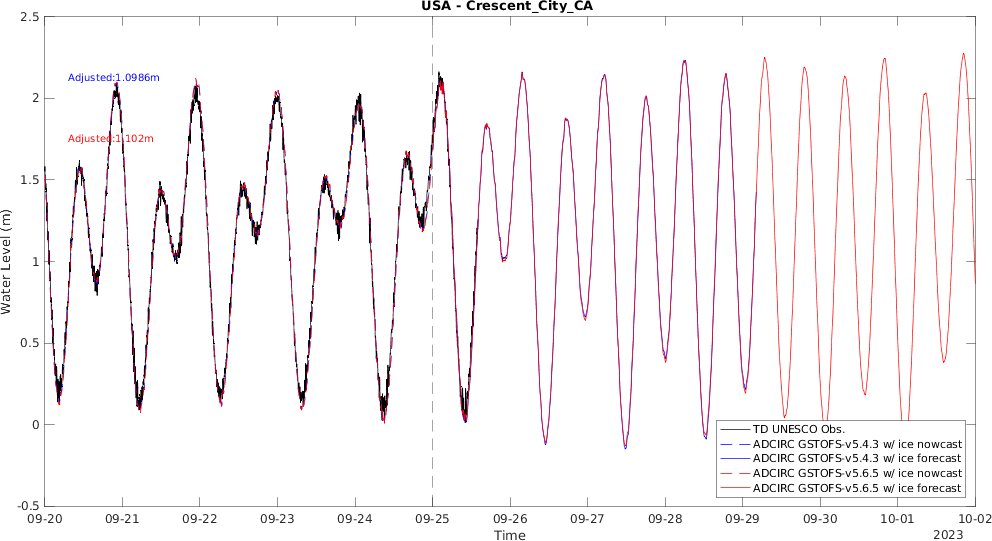 USA - Crescent_City_CA
2.5
2
1.5
1
0.5
0
-0.5
Water Level (m)
Adjusted:1.0986m
Adjusted:1.102m
TD UNESCO Obs.
ADCIRC GSTOFS-v5.4.3 w/ ice nowcast
ADCIRC GSTOFS-v5.4.3 w/ ice forecast
ADCIRC GSTOFS-v5.6.5 w/ ice nowcast
ADCIRC GSTOFS-v5.6.5 w/ ice forecast
09-20 09-21 09-22 09-23 09-24 09-25 09-26 09-27 09-28 09-29 09-30 10-01 10-02
Time
2023